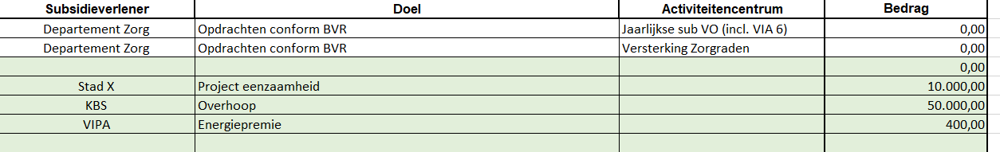 Subsidieverlener Doel Activiteitencentrum Bedrag
Departement Zorg Opdrachten conform BVR Jaarlijkse sub VO (incl. VIA 6) 0,00
Departement Zorg Opdrachten conform BVR Versterking Zorgraden 0,00
0,00
Stad X Project eenzaamheid 10.000,00
KBS Overhoop 50.000,00
VIPA Energiepremie 400,00